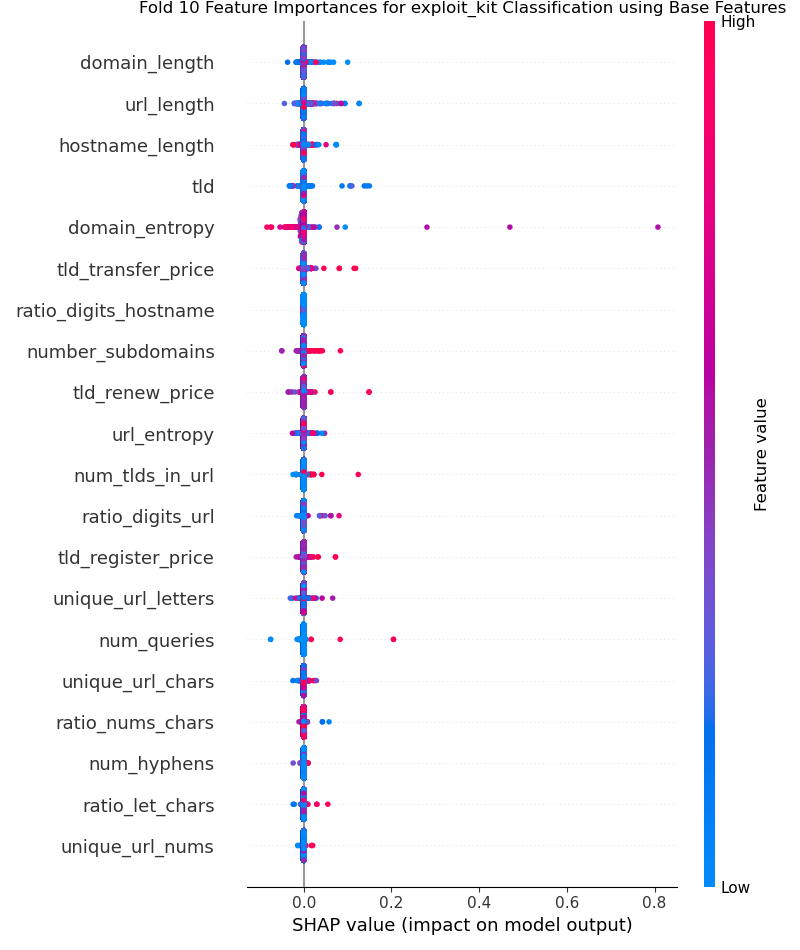 Fold 10 Feature Importances for exploit_kit Classification using Base Features
High
domain_length
url_length
hostname_length
tld
domain_entropy
tld_transfer_price
ratio_digits_hostname
number_subdomains
tld_renew_price
url_entropy
num_tlds_in_url
ratio_digits_url
tld_register_price
unique_url_letters
num_queries
unique_url_chars
ratio_nums_chars
num_hyphens
ratio_let_chars
unique_url_nums
Feature value
Low
0.0 0.2 0.4 0.6 0.8
SHAP value (impact on model output)